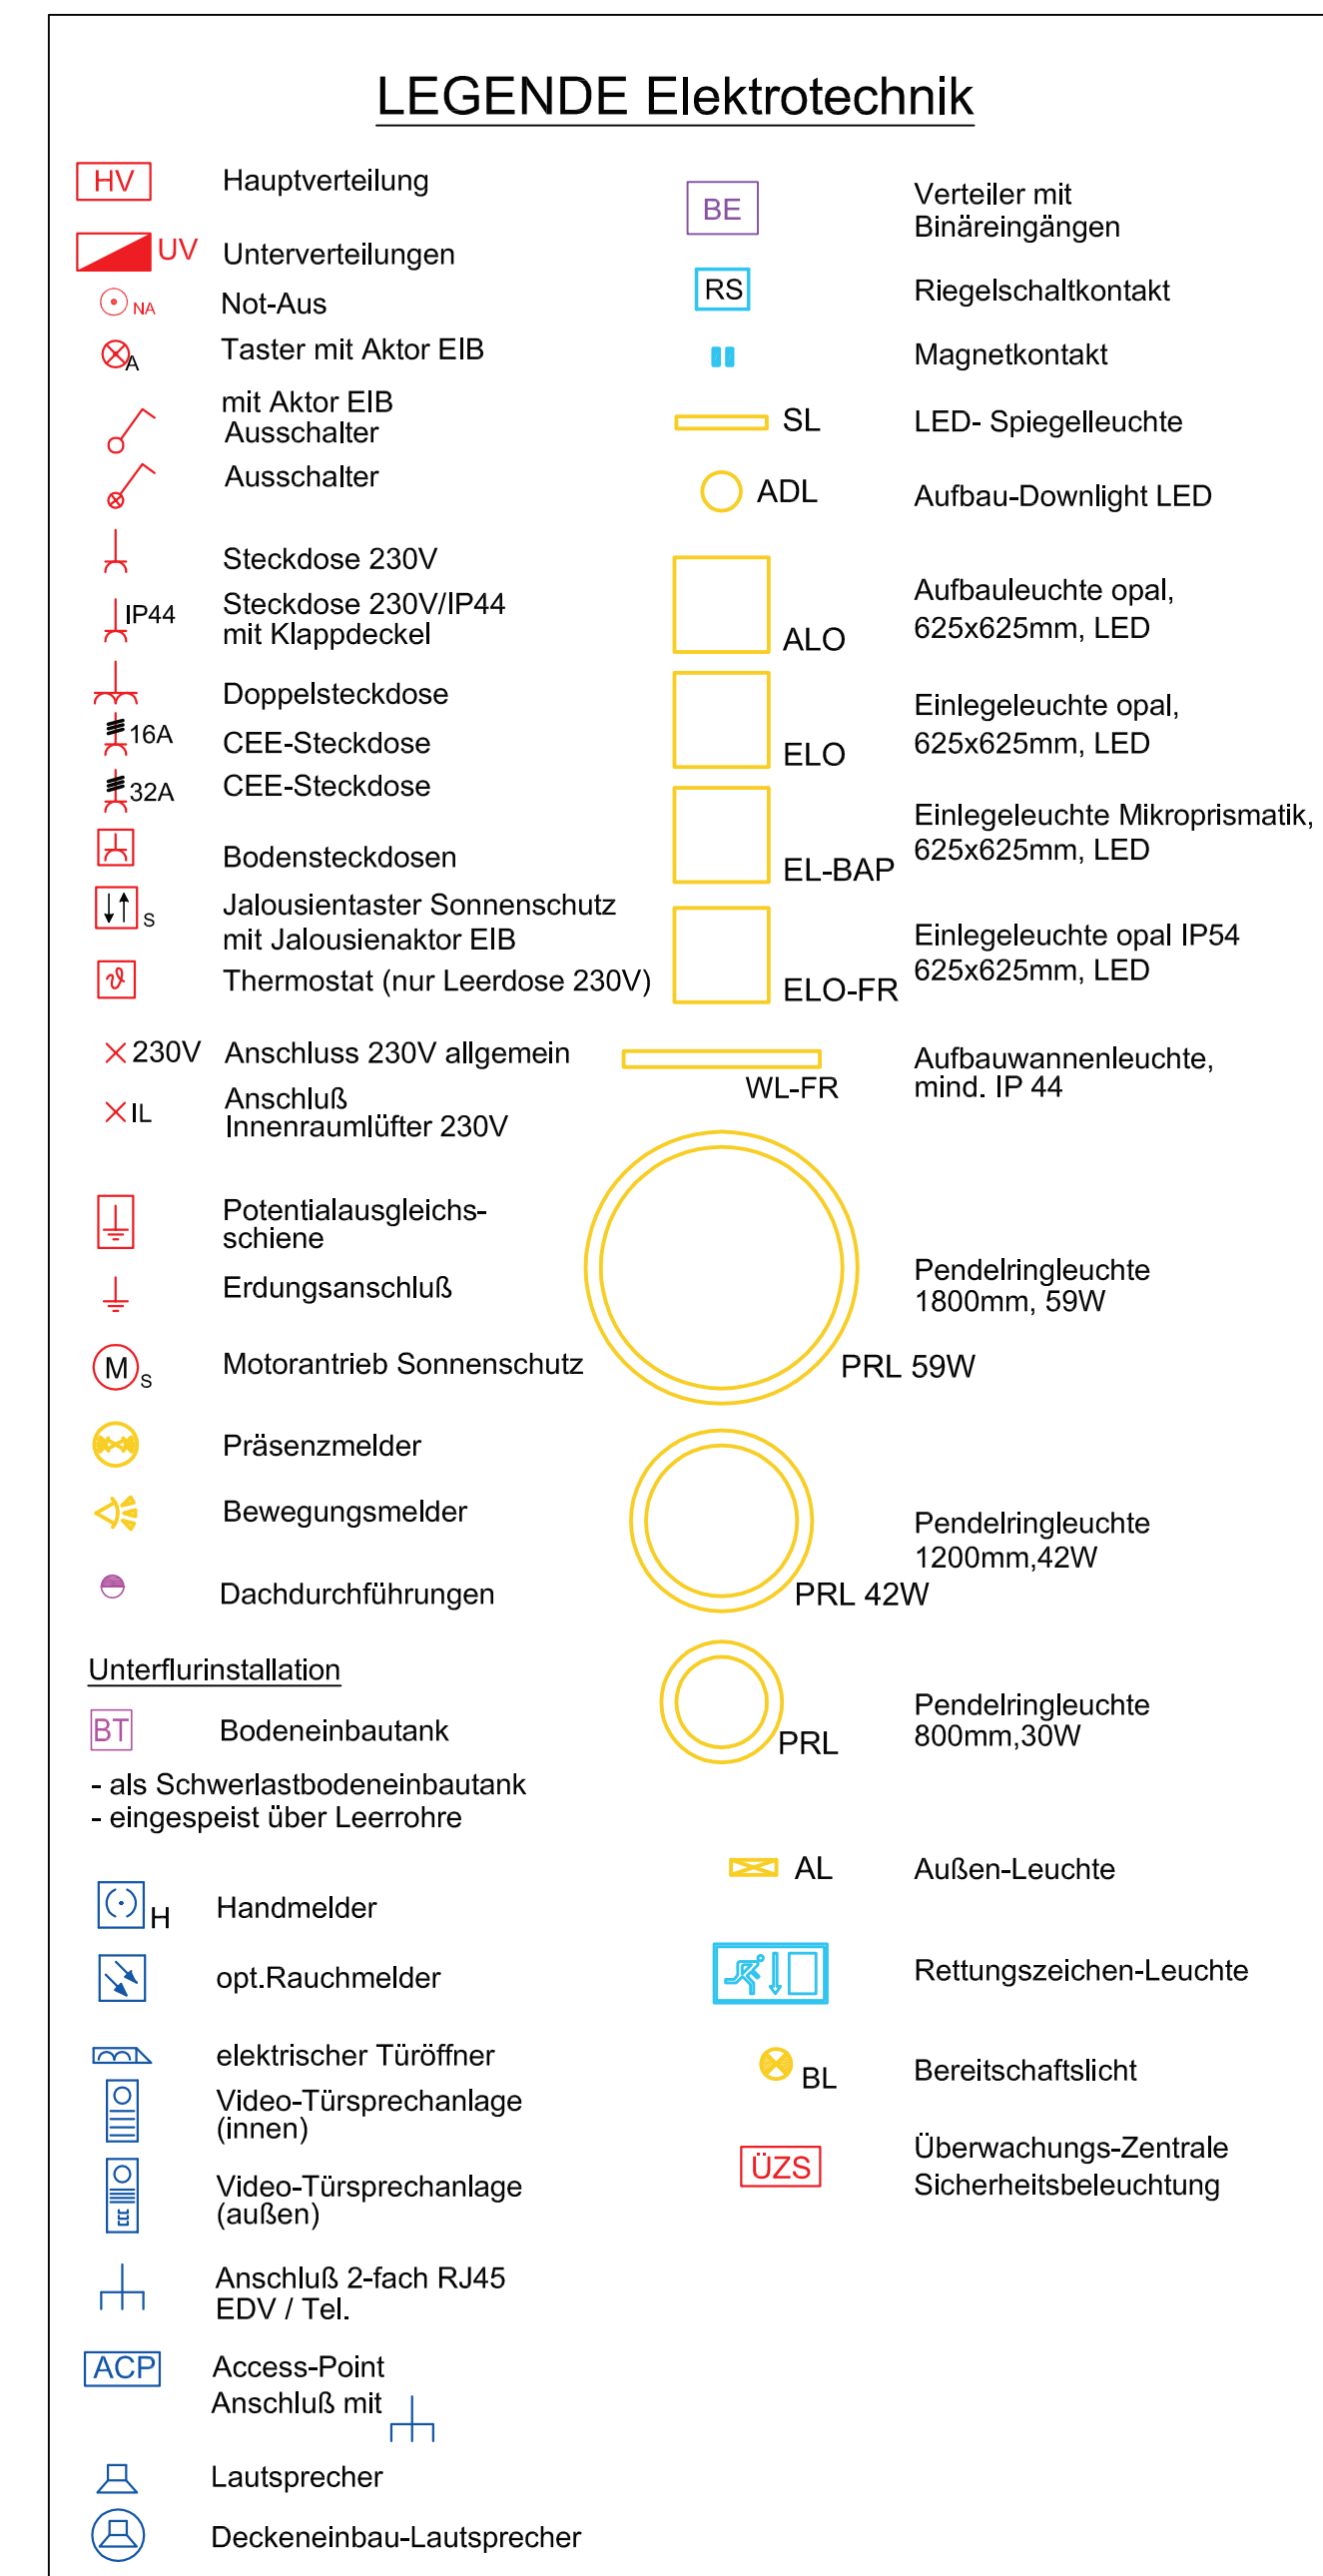 LEGENDE Elektrotechnik
HV Hauptverteilung
UV Unterverteilungen
NA Not-Aus
A Taster mit Aktor EIB
mit Aktor EIB
Ausschalter
Ausschalter
Steckdose 230V
IP44 Steckdose 230V/IP44
mit Klappdeckel
Doppelsteckdose
16A CEE-Steckdose
32A CEE-Steckdose
Bodensteckdosen
S Jalousientaster Sonnenschutz
mit Jalousienaktor EIB
ϑ Thermostat (nur Leerdose 230V)
230V Anschluss 230V allgemein
IL Anschluß
Innenraumlüfter 230V
Potentialausgleichs-
schiene
Erdungsanschluß
M S Motorantrieb Sonnenschutz
Präsenzmelder
Bewegungsmelder
Dachdurchführungen
Unterflurinstallation
BT Bodeneinbautank
- als Schwerlastbodeneinbautank
- eingespeist über Leerrohre
H Handmelder
opt.Rauchmelder
elektrischer Türöffner
Video-Türsprechanlage
(innen)
Video-Türsprechanlage
(außen)
Anschluß 2-fach RJ45
EDV / Tel.
ACP Access-Point
Anschluß mit
Lautsprecher
Deckeneinbau-Lautsprecher
BE Verteiler mit
Binäreingängen
RS Riegelschaltkontakt
Magnetkontakt
SL LED- Spiegelleuchte
ADL Aufbau-Downlight LED
Aufbauleuchte opal,
ALO 625x625mm, LED
Einlegeleuchte opal,
ELO 625x625mm, LED
Einlegeleuchte Mikroprismatik,
EL-BAP 625x625mm, LED
Einlegeleuchte opal IP54
ELO-FR 625x625mm, LED
Aufbauwannenleuchte,
WL-FR mind. IP 44
Pendelringleuchte
1800mm, 59W
PRL 59W
Pendelringleuchte
1200mm,42W
PRL 42W
Pendelringleuchte
800mm,30W
PRL
AL Außen-Leuchte
Rettungszeichen-Leuchte
BL Bereitschaftslicht
ÜZS Überwachungs-Zentrale
Sicherheitsbeleuchtung